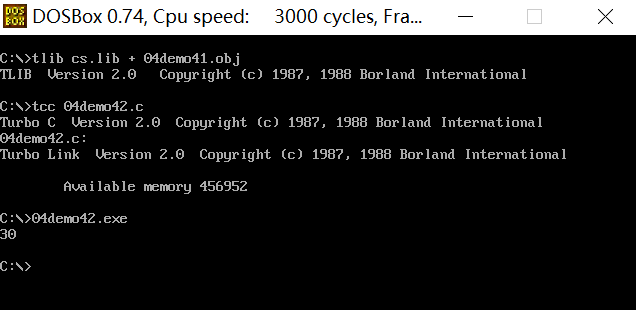 DOS
BOX
DOSBox 0.74, Cpu speed: 3000 cycles, Fra...
C:\>tlib cs.lib + 04demo41.obj
TLIB Version 2.0 Copyright (c) 1987, 1988 Borland International
C:\>tcc 04demo42.c
Turbo C Version 2.0 Copyright (c) 1987, 1988 Borland International
04demo42.c:
Turbo Link Version 2.0 Copyright (c) 1987, 1988 Borland International
Available memory 456952
C:\>04demo42.exe
30
C:\>